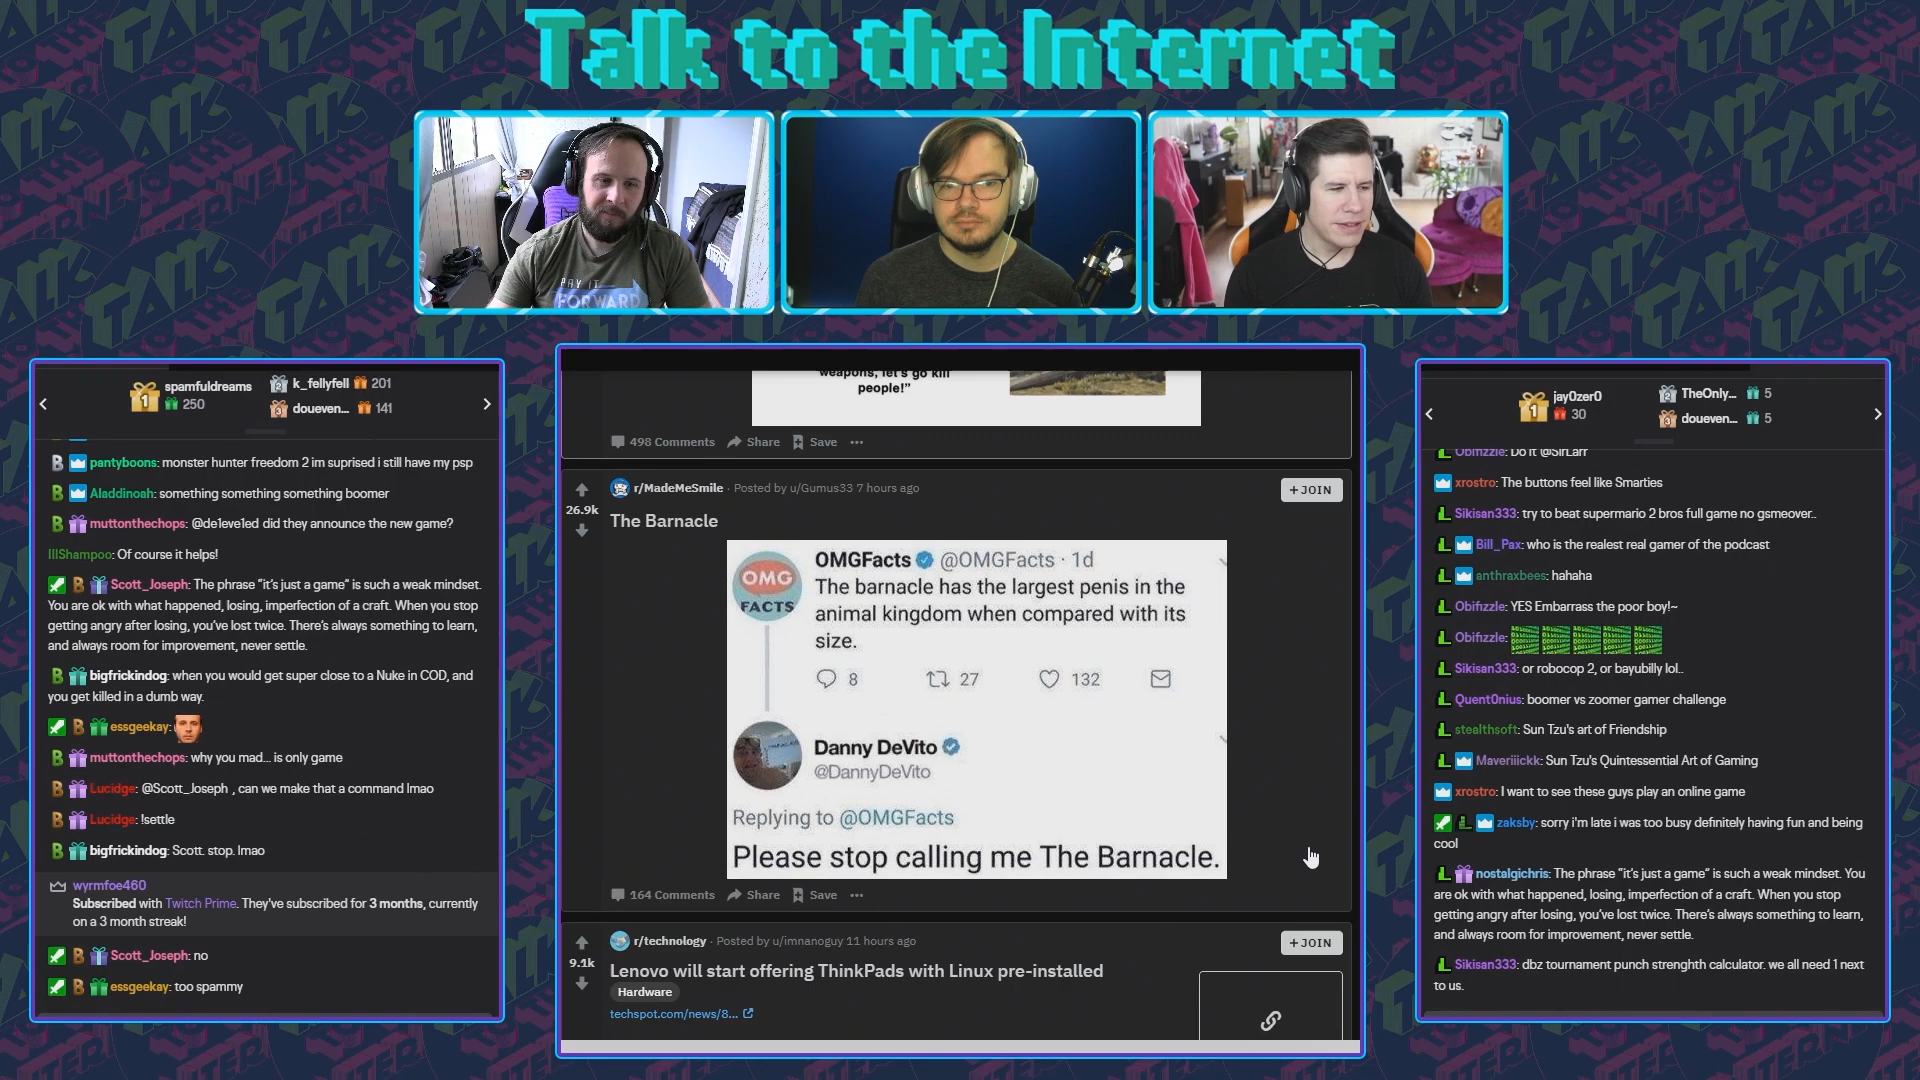 Talk to the Internet
PAY IT
FORWARD
spamfuldreams
250
k_fellyfell 201
doueven... 141
pantyboons: monster hunter freedom 2 im suprised i still have my psp
Aladdinoah: something something something boomer
muttonthechops: @de1eve1ed did they announce the new game?
IllShampoo: Of course it helps!
Scott_Joseph: The phrase “it's just a game” is such a weak mindset.
You are ok with what happened, losing, imperfection of a craft. When you stop
getting angry after losing, you've lost twice. There's always something to learn,
and always room for improvement, never settle.
bigfrickindog: when you would get super close to a Nuke in COD, and
you get killed in a dumb way.
essgeekay:
muttonthechops: why you mad... is only game
Lucidge: @Scott_Joseph , can we make that a command lmao
Lucidge: !settle
bigfrickindog: Scott. stop. lmao
wyrmfoe460
Subscribed with Twitch Prime. They've subscribed for 3 months, currently
on a 3 month streak!
Scott_Joseph: no
essgeekay: too spammy
weapons, let's go kill
people!”
498 Comments Share Save ...
r/MadeMeSmile · Posted by u/Gumus33 7 hours ago
+JOIN
26.9k
The Barnacle
OMG
FACTS
OMGFacts @OMGFacts · 1d
The barnacle has the largest penis in the
animal kingdom when compared with its
size.
8 27 132
Danny DeVito
@DannyDeVito
Replying to @OMGFacts
Please stop calling me The Barnacle.
164 Comments Share Save ...
r/technology · Posted by u/imnanoguy 11 hours ago
+JOIN
9.1k
Lenovo will start offering ThinkPads with Linux pre-installed
Hardware
techspot.com/news/8...
jay0zer0
30
TheOnly... 5
doueven... 5
Obifizzle: Do it @SirLarr
xrostro: The buttons feel like Smarties
Sikisan333: try to beat supermario 2 bros full game no gsmeover..
Bill_Pax: who is the realest real gamer of the podcast
anthraxbees: hahaha
Obifizzle: YES Embarrass the poor boy!~
Obifizzle:
Sikisan333: or robocop 2, or bayubilly lol..
Quent0nius: boomer vs zoomer gamer challenge
stealthsoft: Sun Tzu's art of Friendship
Maveriiickk: Sun Tzu's Quintessential Art of Gaming
xrostro: I want to see these guys play an online game
zaksby: sorry i'm late i was too busy definitely having fun and being
cool
nostalgichris: The phrase “it's just a game” is such a weak mindset. You
are ok with what happened, losing, imperfection of a craft. When you stop
getting angry after losing, you've lost twice. There's always something to learn,
and always room for improvement, never settle.
Sikisan333: dbz tournament punch strenghth calculator. we all need 1 next
to us.